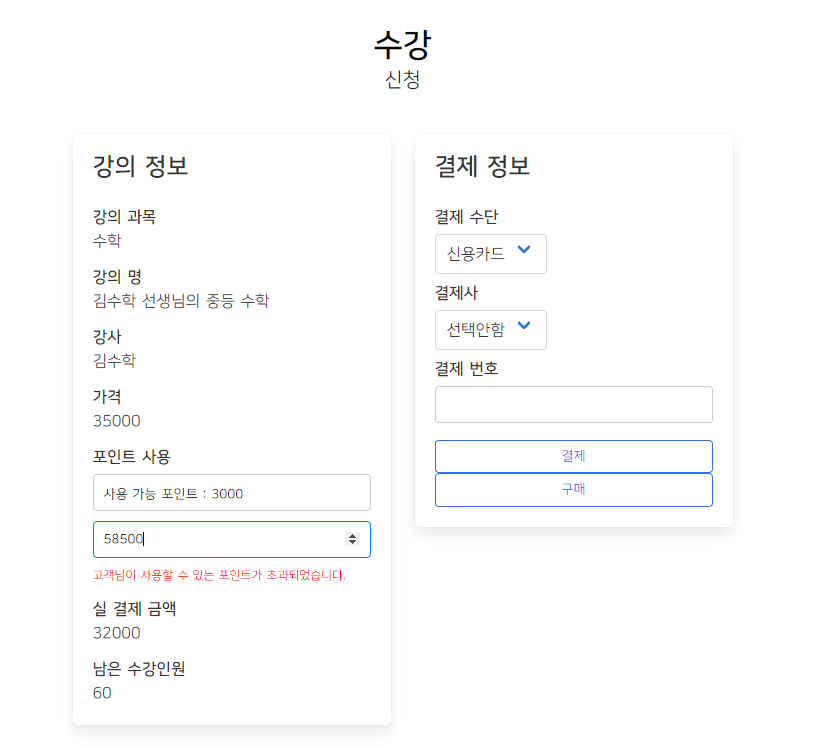 수강
신청
강의 정보
강의 과목
수학
강의 명
김수학 선생님의 중등 수학
강사
김수학
가격
35000
포인트 사용
사용 가능 포인트 : 3000
58500
고객님이 사용할 수 있는 포인트가 초과되었습니다.
실 결제 금액
32000
남은 수강인원
60
결제 정보
결제 수단
신용카드
결제사
선택안함
결제 번호
결제
구매